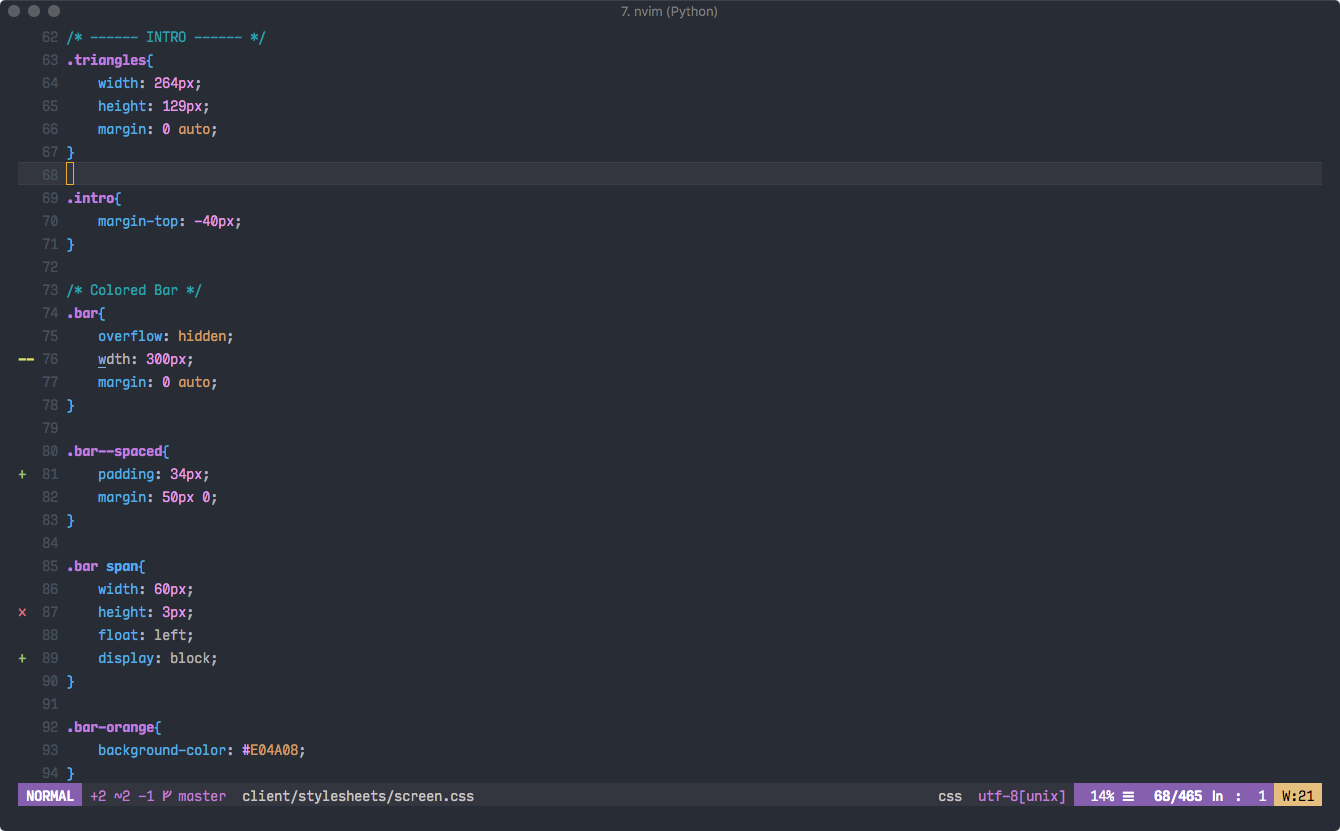 7. nvim (Python)
62 /* ------ INTRO ------ */
63 .triangles{
64 width: 264px;
65 height: 129px;
66 margin: 0 auto;
67 }
68
69 .intro{
70 margin-top: -40px;
71 }
72
73 /* Colored Bar */
74 .bar{
75 overflow: hidden;
-- 76 wdth: 300px;
77 margin: 0 auto;
78 }
79
80 .bar--spaced{
+ 81 padding: 34px;
82 margin: 50px 0;
83 }
84
85 .bar span{
86 width: 60px;
x 87 height: 3px;
88 float: left;
+ 89 display: block;
90 }
91
92 .bar-orange{
93 background-color: #E04A08;
94 }
NORMAL +2 ~2 -1 master client/stylesheets/screen.css css utf-8[unix] 14% ☰ 68/465 ln : 1 W:21